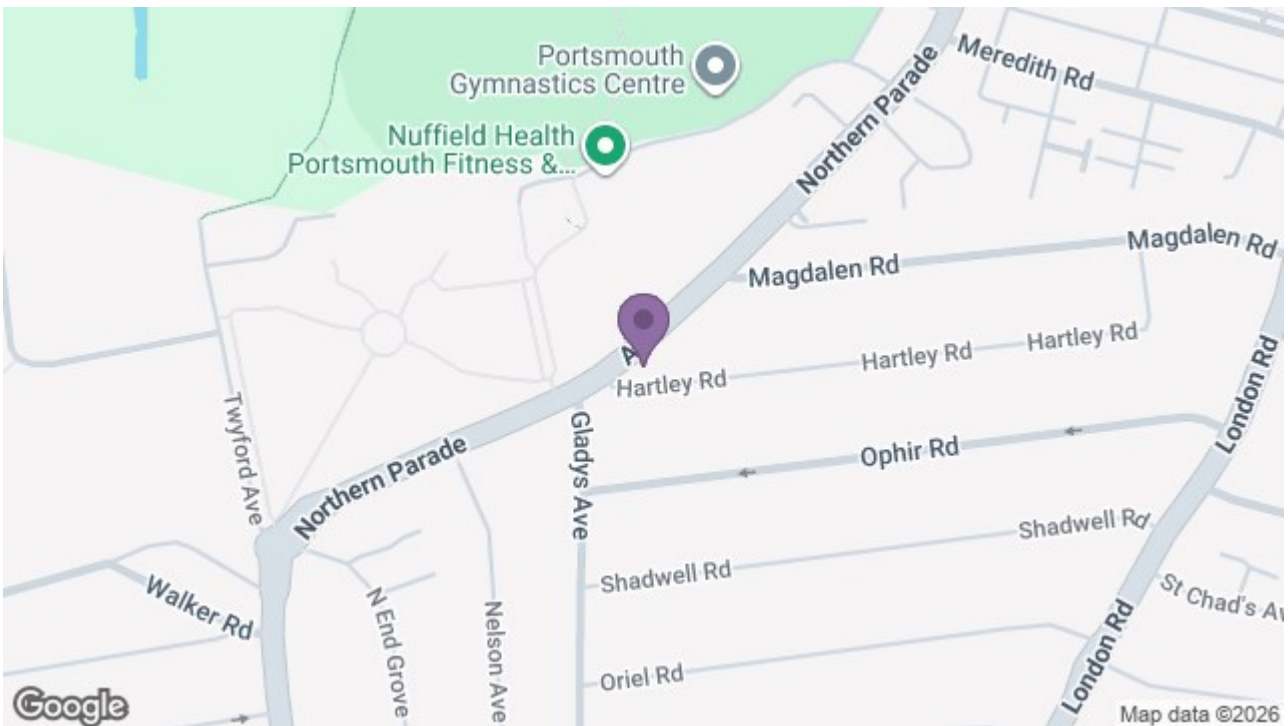 Portsmouth
Gymnastics Centre
Meredith Rd
Northern Parade
Nuffield Health
Portsmouth Fitness &...
Magdalen Rd
Magdalen Rd
Hartley Rd
Hartley Rd
Hartley Rd
London Rd
Twyford Ave
Gladys Ave
Northern Parade
Ophir Rd
Shadwell Rd
Shadwell Rd
Walker Rd
N End Grove
Nelson Ave
St Chad's Av
Oriel Rd
London Rd
Google
Map data ©2026